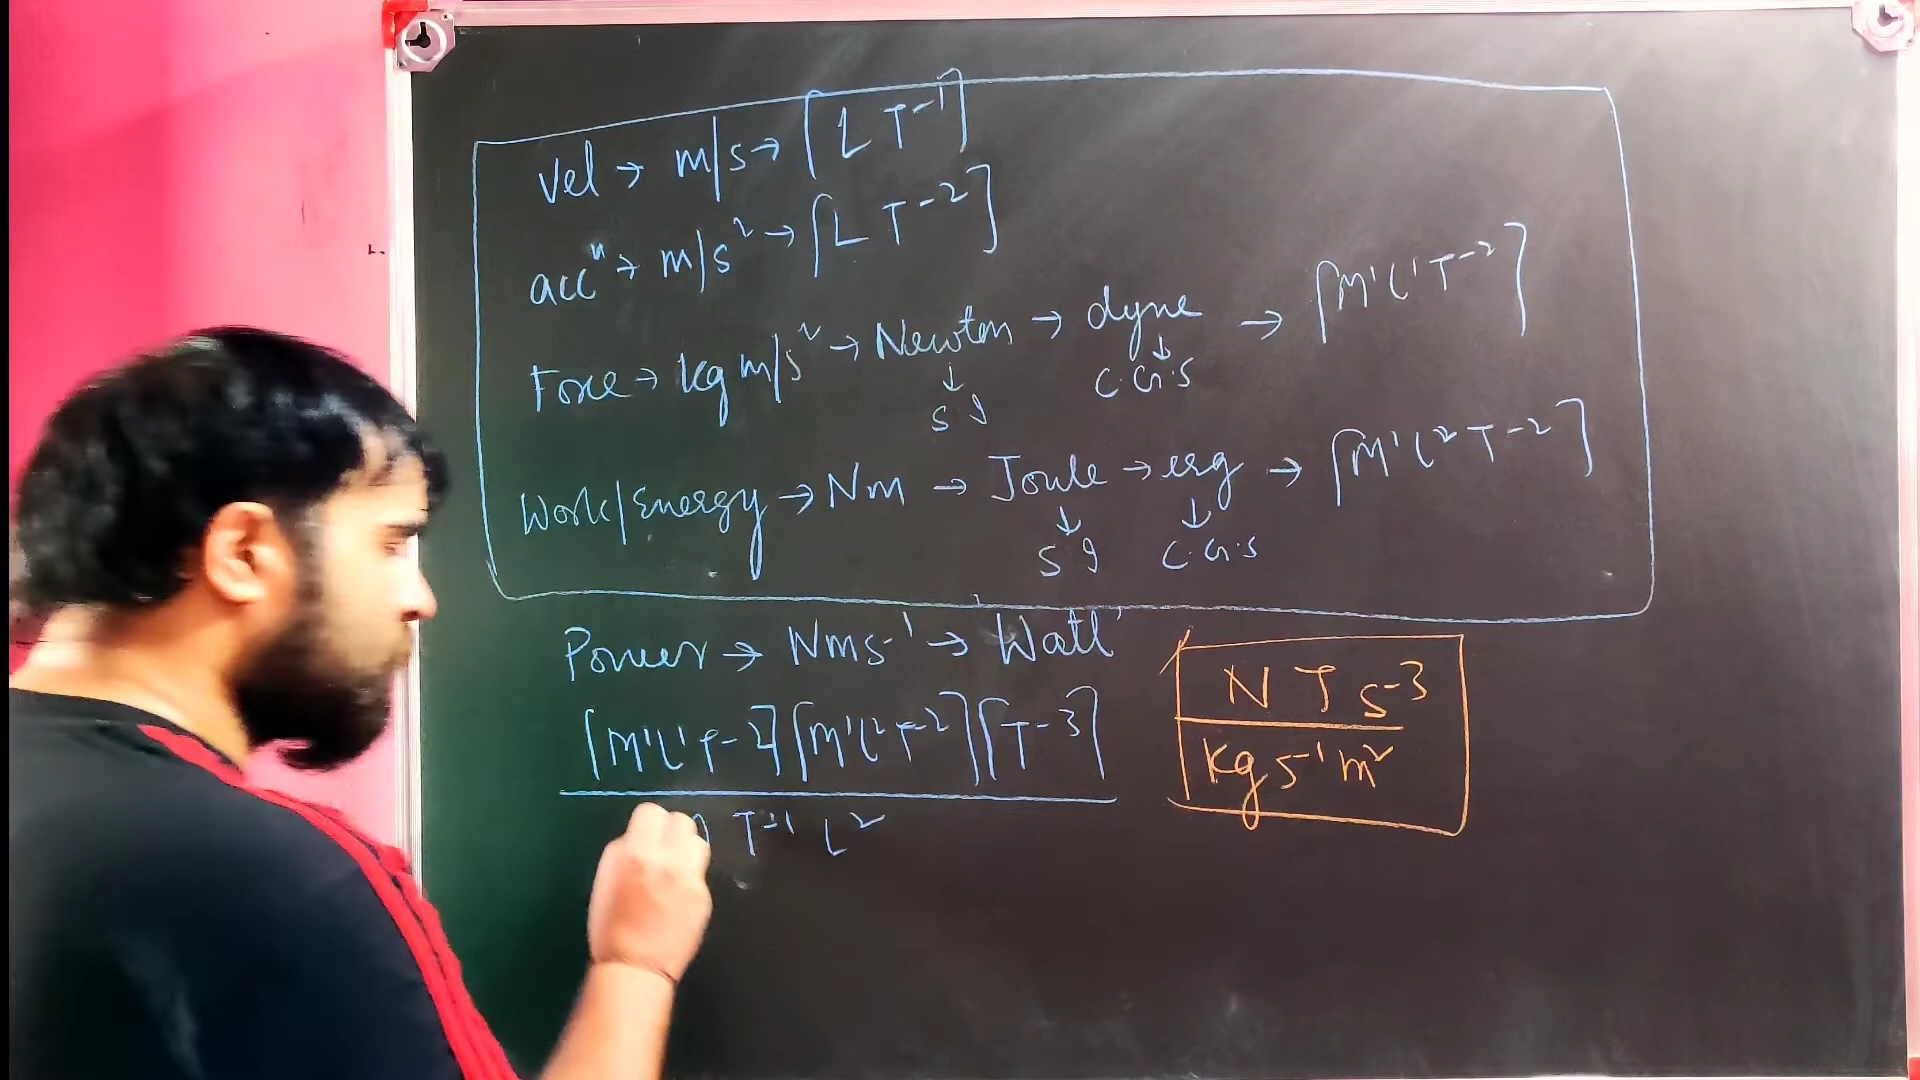 Vel → m/s → [L T⁻¹]
accⁿ → m/s² → [L T⁻²]
Force → kg m/s² → Newton → dyne → [M¹L¹T⁻²]
↓ ↓
S I C.G.S
Work/Energy → Nm → Joule → erg → [M¹L²T⁻²]
↓ ↓
S I C.G.S
Power → Nms⁻¹ → Watt
[M¹L¹T⁻²][M¹L²T⁻²][T⁻³]
T⁻¹ L²
N J s⁻³
Kg s⁻¹ m²